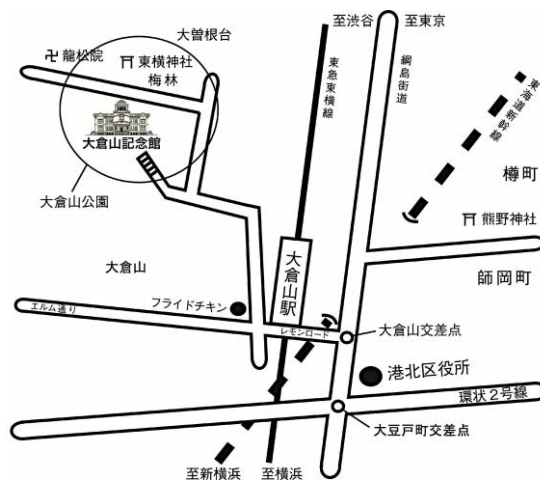 至渋谷
至東京
大曽根台
卍 龍松院
東横神社
梅林
東急東横線
綱島街道
東海道新幹線
大倉山記念館
樽町
大倉山公園
熊野神社
大倉山
大倉山駅
師岡町
フライドチキン
エルム通り
レモンロード
大倉山交差点
港北区役所
環状2号線
大豆戸町交差点
至新横浜
至横浜